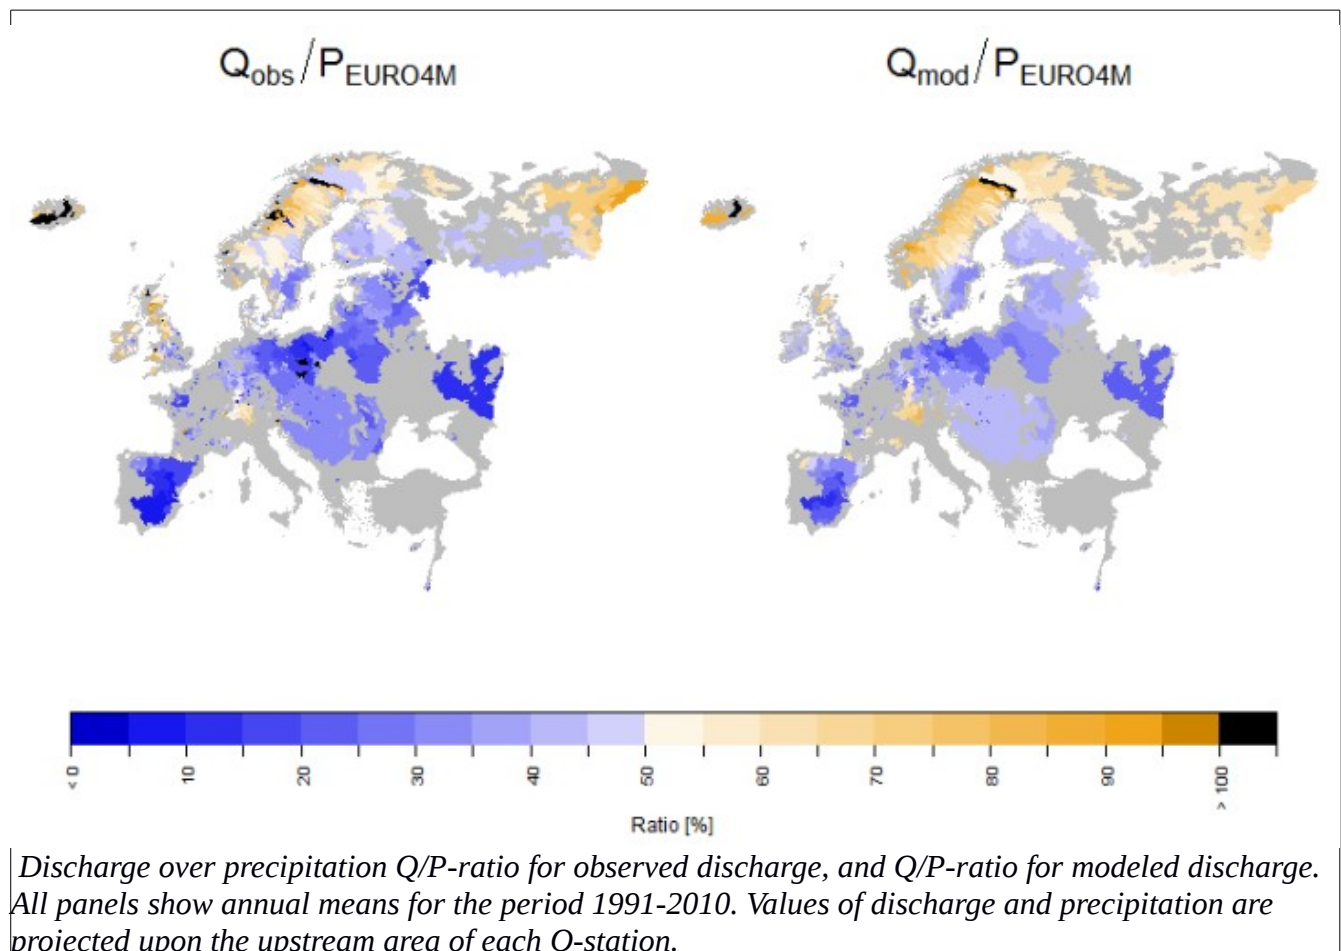 Qobs / PEURO4M
Qmod / PEURO4M
< 0 10 20 30 40 50 60 70 80 90 > 100
Ratio [%]
Discharge over precipitation Q/P-ratio for observed discharge, and Q/P-ratio for modeled discharge.
All panels show annual means for the period 1991-2010. Values of discharge and precipitation are
projected upon the upstream area of each Q-station.